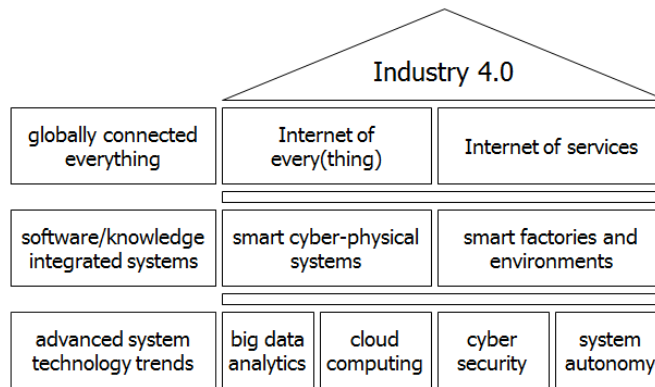 Industry 4.0
globally connected
everything
Internet of
every(thing)
Internet of services
software/knowledge
integrated systems
smart cyber-physical
systems
smart factories and
environments
advanced system
technology trends
big data
analytics
cloud
computing
cyber
security
system
autonomy